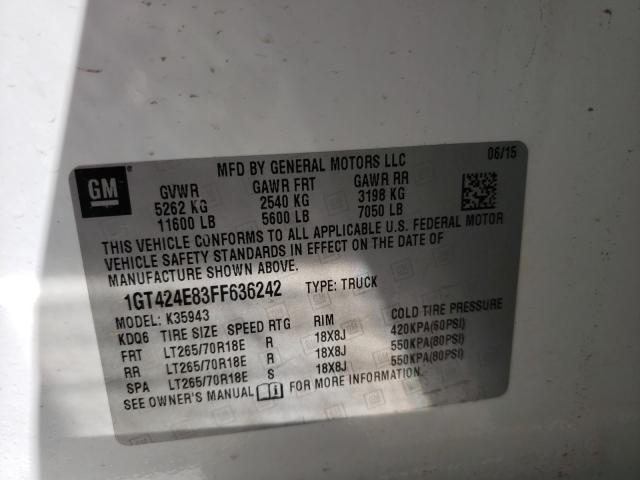 GM
MFD BY GENERAL MOTORS LLC 06/15
GVWR GAWR FRT GAWR RR
5262 KG 2540 KG 3198 KG
11600 LB 5600 LB 7050 LB
THIS VEHICLE CONFORMS TO ALL APPLICABLE U.S. FEDERAL MOTOR
VEHICLE SAFETY STANDARDS IN EFFECT ON THE DATE OF
MANUFACTURE SHOWN ABOVE.
1GT424E83FF636242 TYPE: TRUCK
MODEL: K35943
KDQ6 TIRE SIZE SPEED RTG RIM COLD TIRE PRESSURE
FRT LT265/70R18E R 18X8J 420KPA(60PSI)
RR LT265/70R18E R 18X8J 550KPA(80PSI)
SPA LT265/70R18E S 18X8J 550KPA(80PSI)
SEE OWNER'S MANUAL FOR MORE INFORMATION.